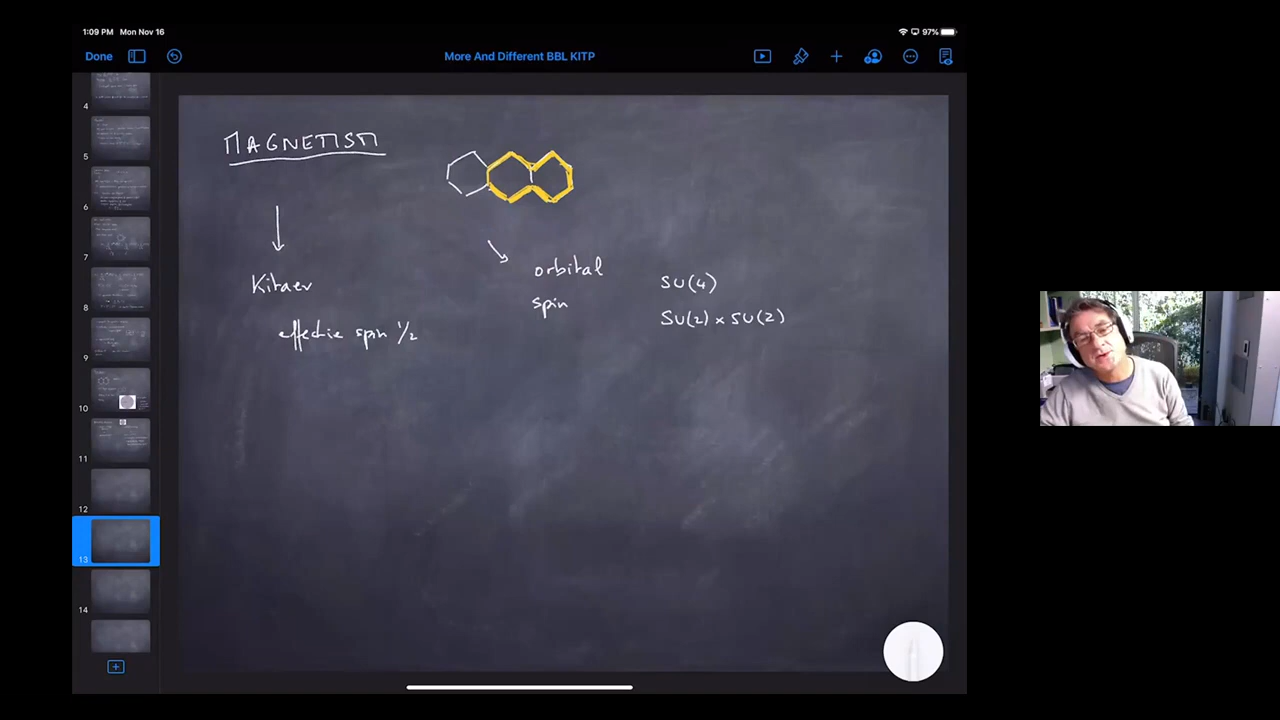 1:09 PM Mon Nov 16
97%
Done
More And Different BBL KITP
MAGNETISM
Kitaev
effective spin 1/2
orbital
spin
SU(4)
SU(2) x SU(2)
4
5
6
7
8
9
10
11
12
13
14